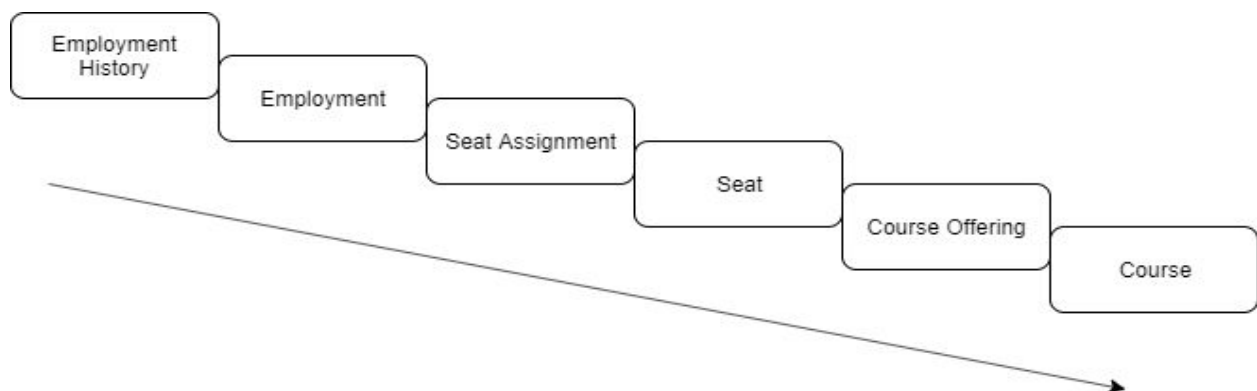 Employment
History
Employment
Seat Assignment
Seat
Course Offering
Course